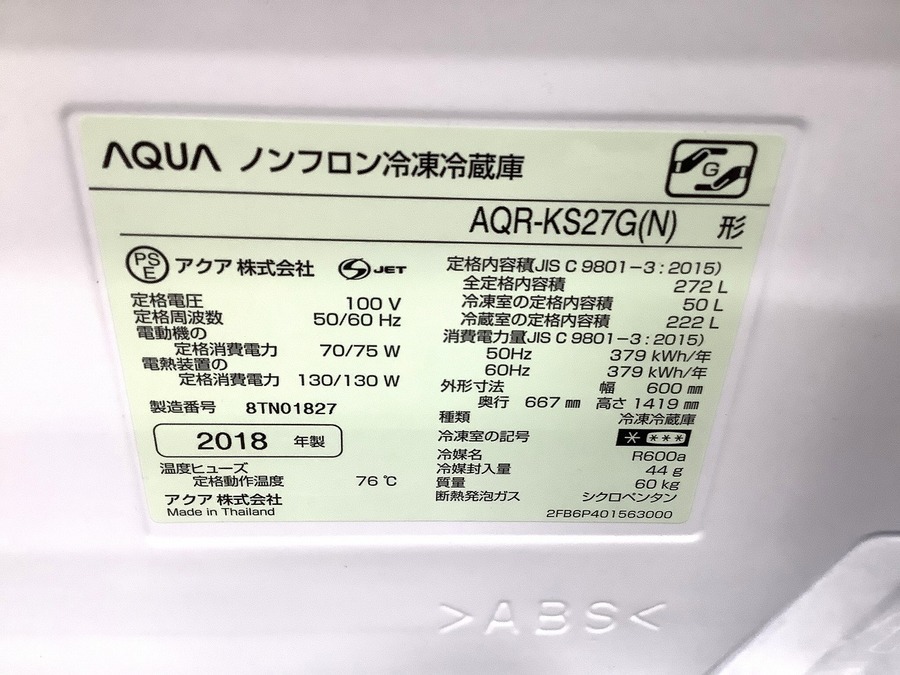 AQUA ノンフロン冷凍冷蔵庫
G
AQR-KS27G(N) 形
PSE アクア 株式会社 S JET
定格電圧 100 V
定格周波数 50/60 Hz
電動機の
定格消費電力 70/75 W
電熱装置の
定格消費電力 130/130 W
製造番号 8TN01827
2018 年製
温度ヒューズ
定格動作温度 76 ℃
アクア 株式会社
Made in Thailand
定格内容積(JIS C 9801-3:2015)
全定格内容積 272 L
冷凍室の定格内容積 50 L
冷蔵室の定格内容積 222 L
消費電力量(JIS C 9801-3:2015)
50Hz 379 kWh/年
60Hz 379 kWh/年
外形寸法 幅 600 ㎜
奥行 667 ㎜ 高さ 1419 ㎜
種類 冷凍冷蔵庫
冷凍室の記号 * ***
冷媒名 R600a
冷媒封入量 44 g
質量 60 kg
断熱発泡ガス シクロペンタン
2FB6P401563000
>ABS<